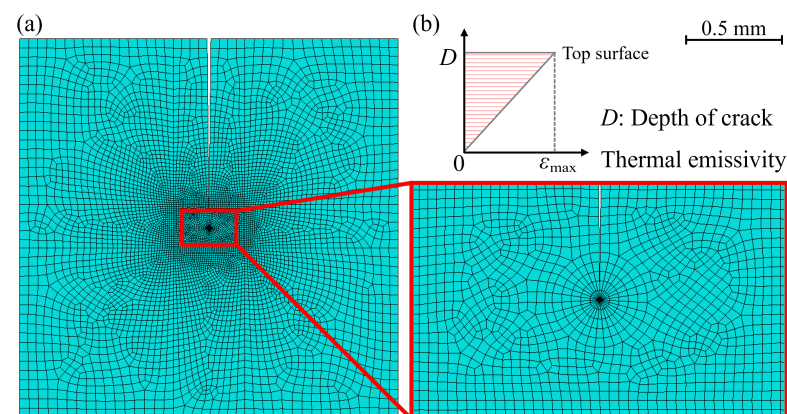 (a)
(b)
0.5 mm
D
Top surface
D: Depth of crack
0
εmax
Thermal emissivity